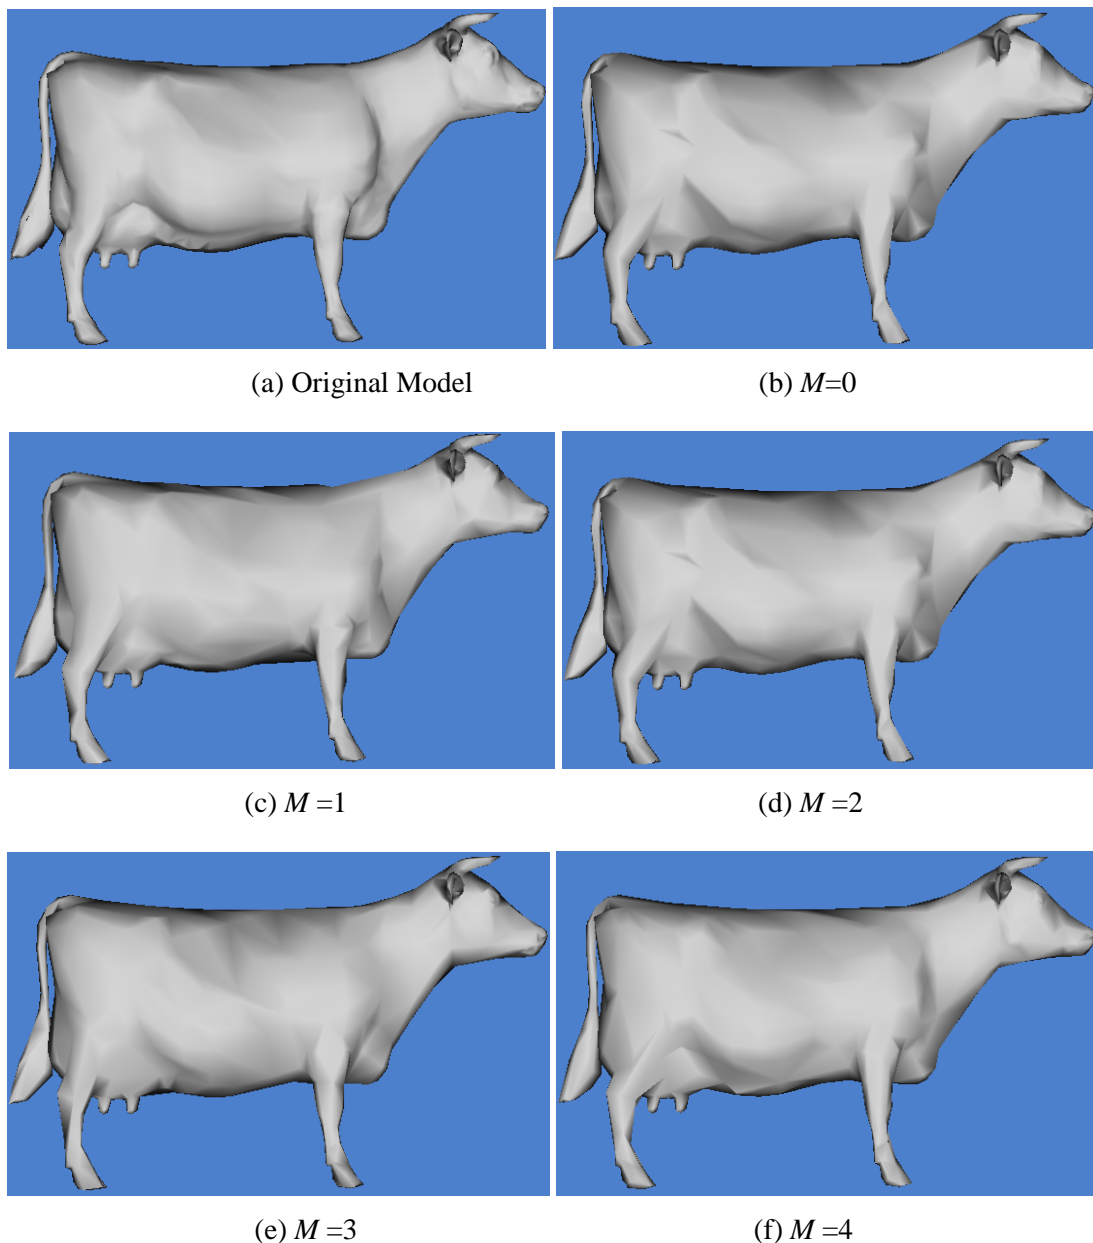 (a) Original Model
(b) M=0
(c) M =1
(d) M =2
(e) M =3
(f) M =4